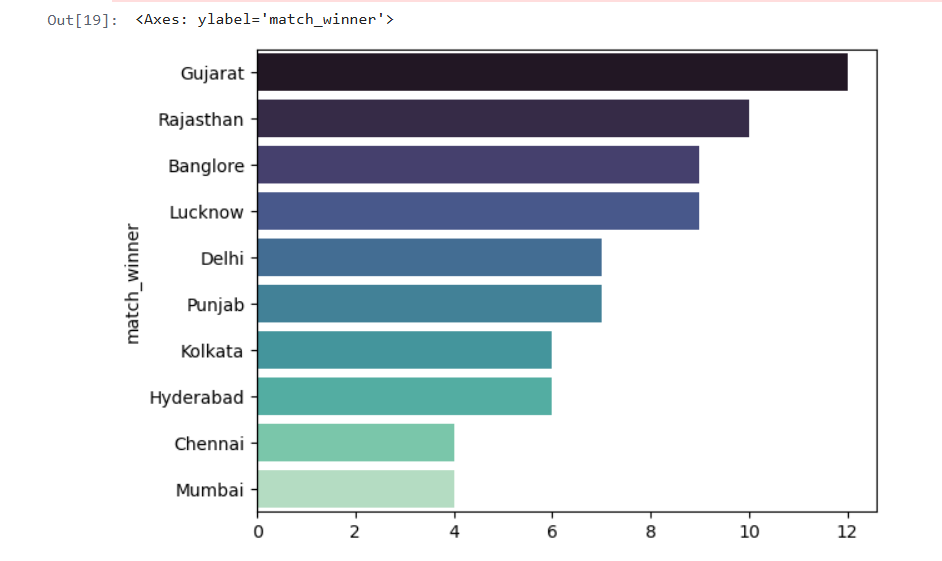 Out[19]: <Axes: ylabel='match_winner'>
Gujarat
Rajasthan
Banglore
Lucknow
Delhi
match_winner
Punjab
Kolkata
Hyderabad
Chennai
Mumbai
0 2 4 6 8 10 12